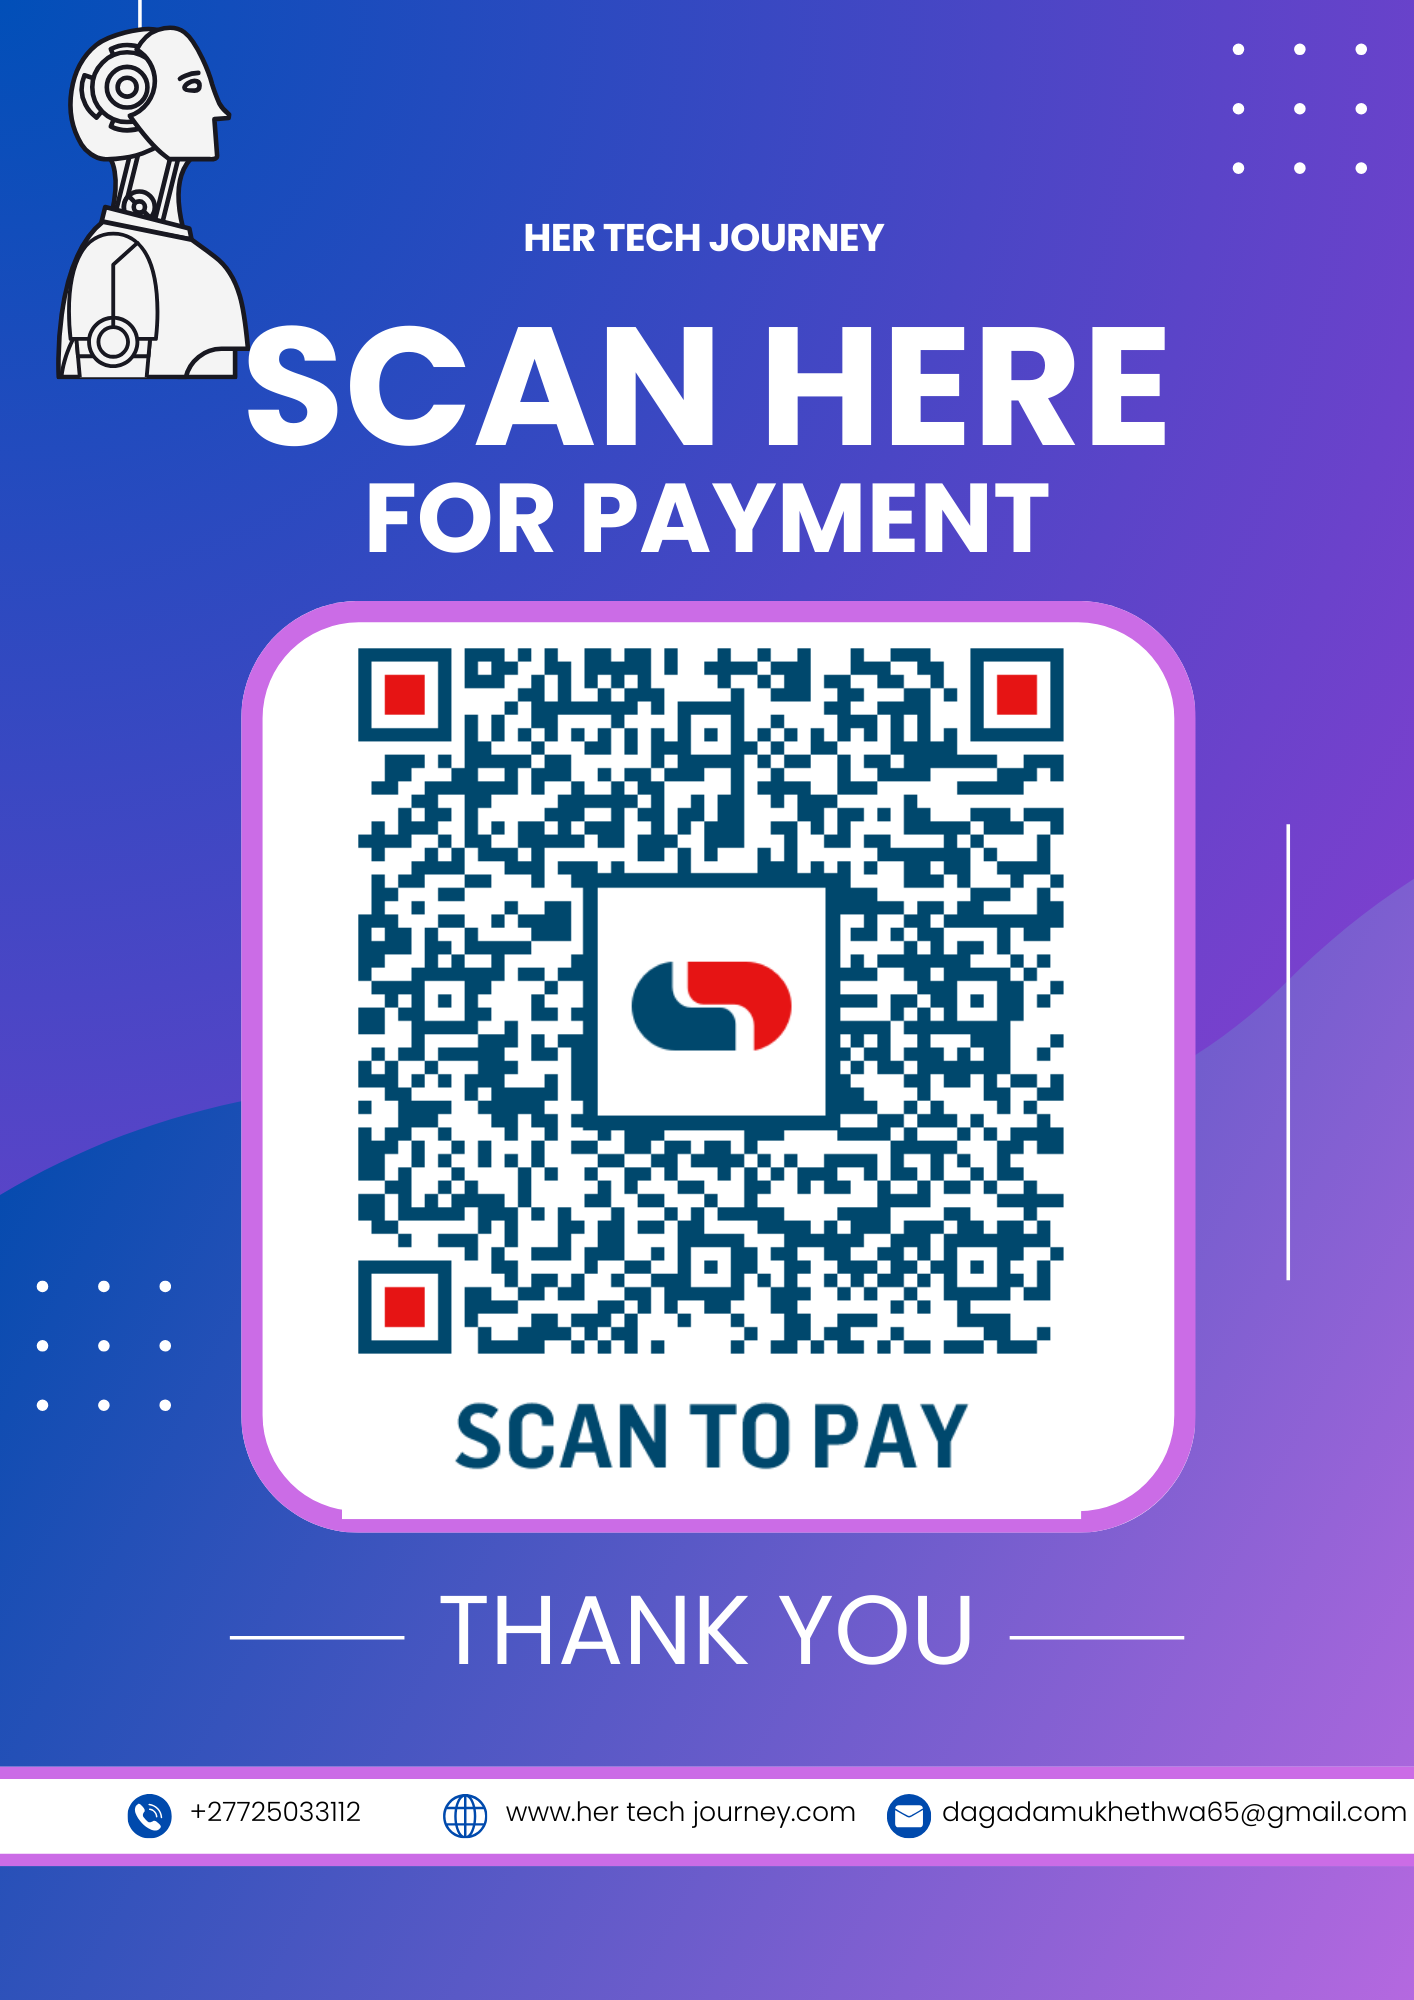 HER TECH JOURNEY
SCAN HERE
FOR PAYMENT
SCAN TO PAY
THANK YOU
+27725033112
www.her tech journey.com
dagadamukhethwa65@gmail.com